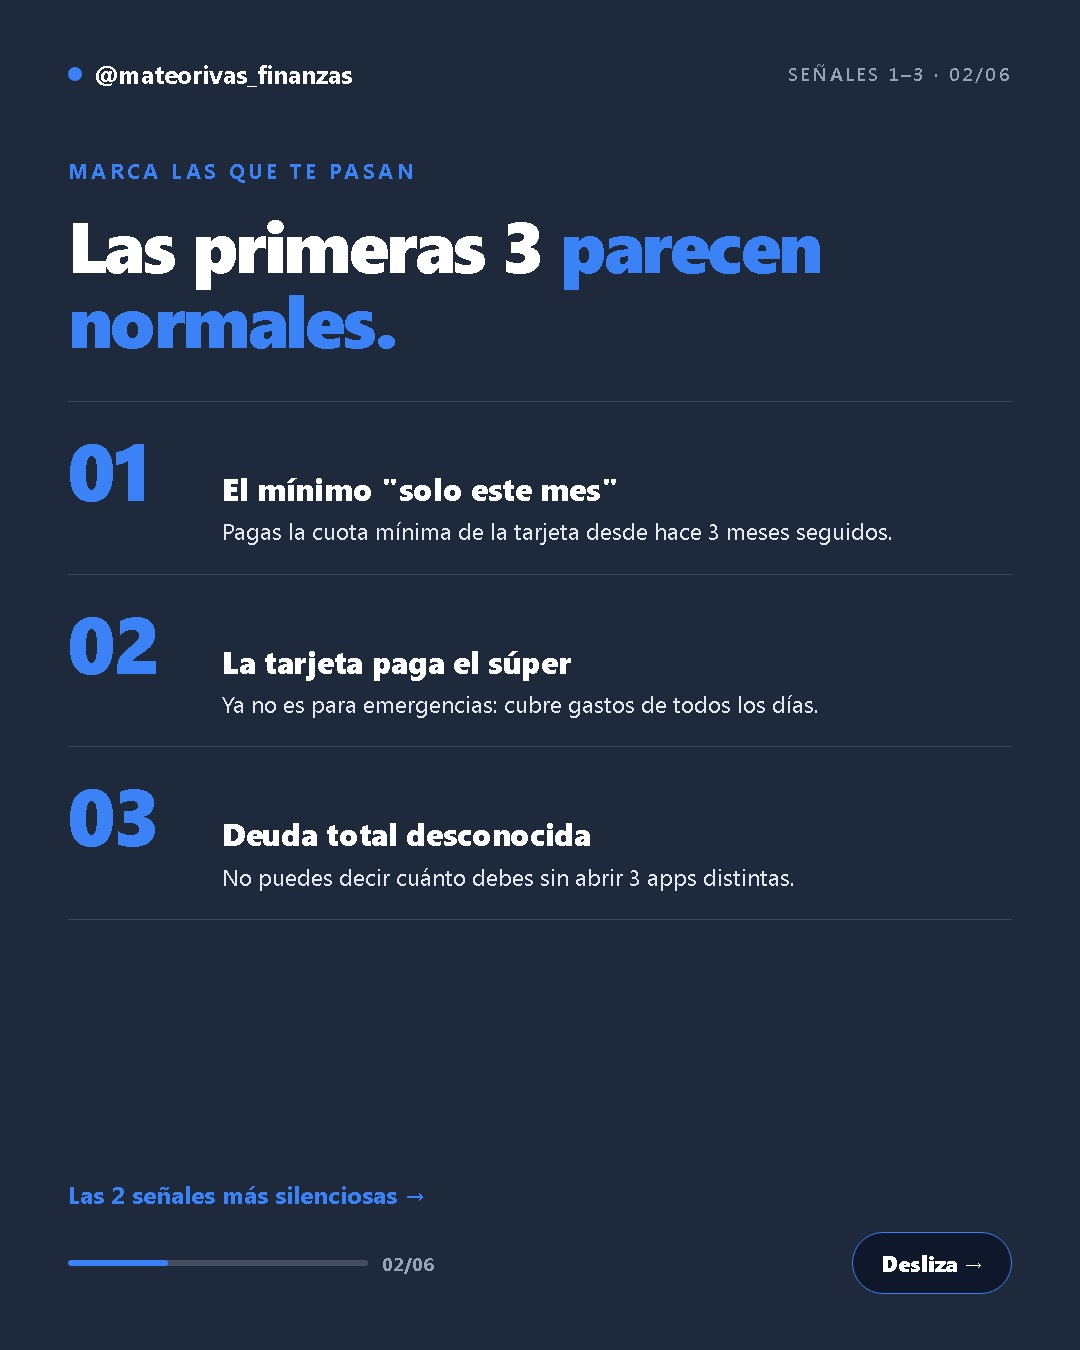 @mateorivas_finanzas
SEÑALES 1–3 · 02/06
MARCA LAS QUE TE PASAN
Las primeras 3 parecen
normales.
01
El mínimo "solo este mes"
Pagas la cuota mínima de la tarjeta desde hace 3 meses seguidos.
02
La tarjeta paga el súper
Ya no es para emergencias: cubre gastos de todos los días.
03
Deuda total desconocida
No puedes decir cuánto debes sin abrir 3 apps distintas.
Las 2 señales más silenciosas →
02/06
Desliza →